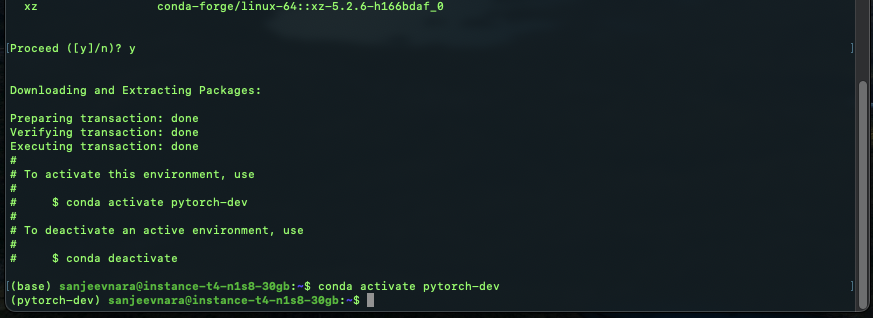 xz                 conda-forge/linux-64::xz-5.2.6-h166bdaf_0
[Proceed ([y]/n)? y ]
Downloading and Extracting Packages:
Preparing transaction: done
Verifying transaction: done
Executing transaction: done
#
# To activate this environment, use
#
#     $ conda activate pytorch-dev
#
# To deactivate an active environment, use
#
#     $ conda deactivate
[(base) sanjeevnara@instance-t4-n1s8-30gb:~$ conda activate pytorch-dev ]
(pytorch-dev) sanjeevnara@instance-t4-n1s8-30gb:~$